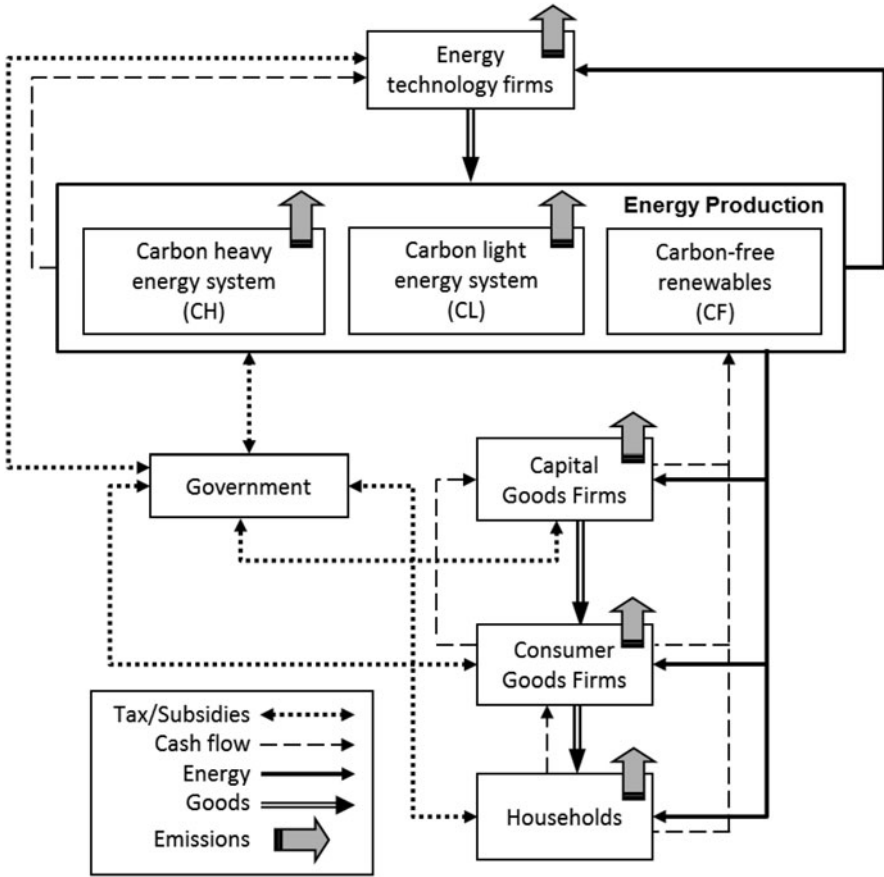 Energy
technology firms
Energy Production
Carbon heavy
energy system
(CH)
Carbon light
energy system
(CL)
Carbon-free
renewables
(CF)
Government
Capital
Goods Firms
Consumer
Goods Firms
Households
Tax/Subsidies
Cash flow
Energy
Goods
Emissions